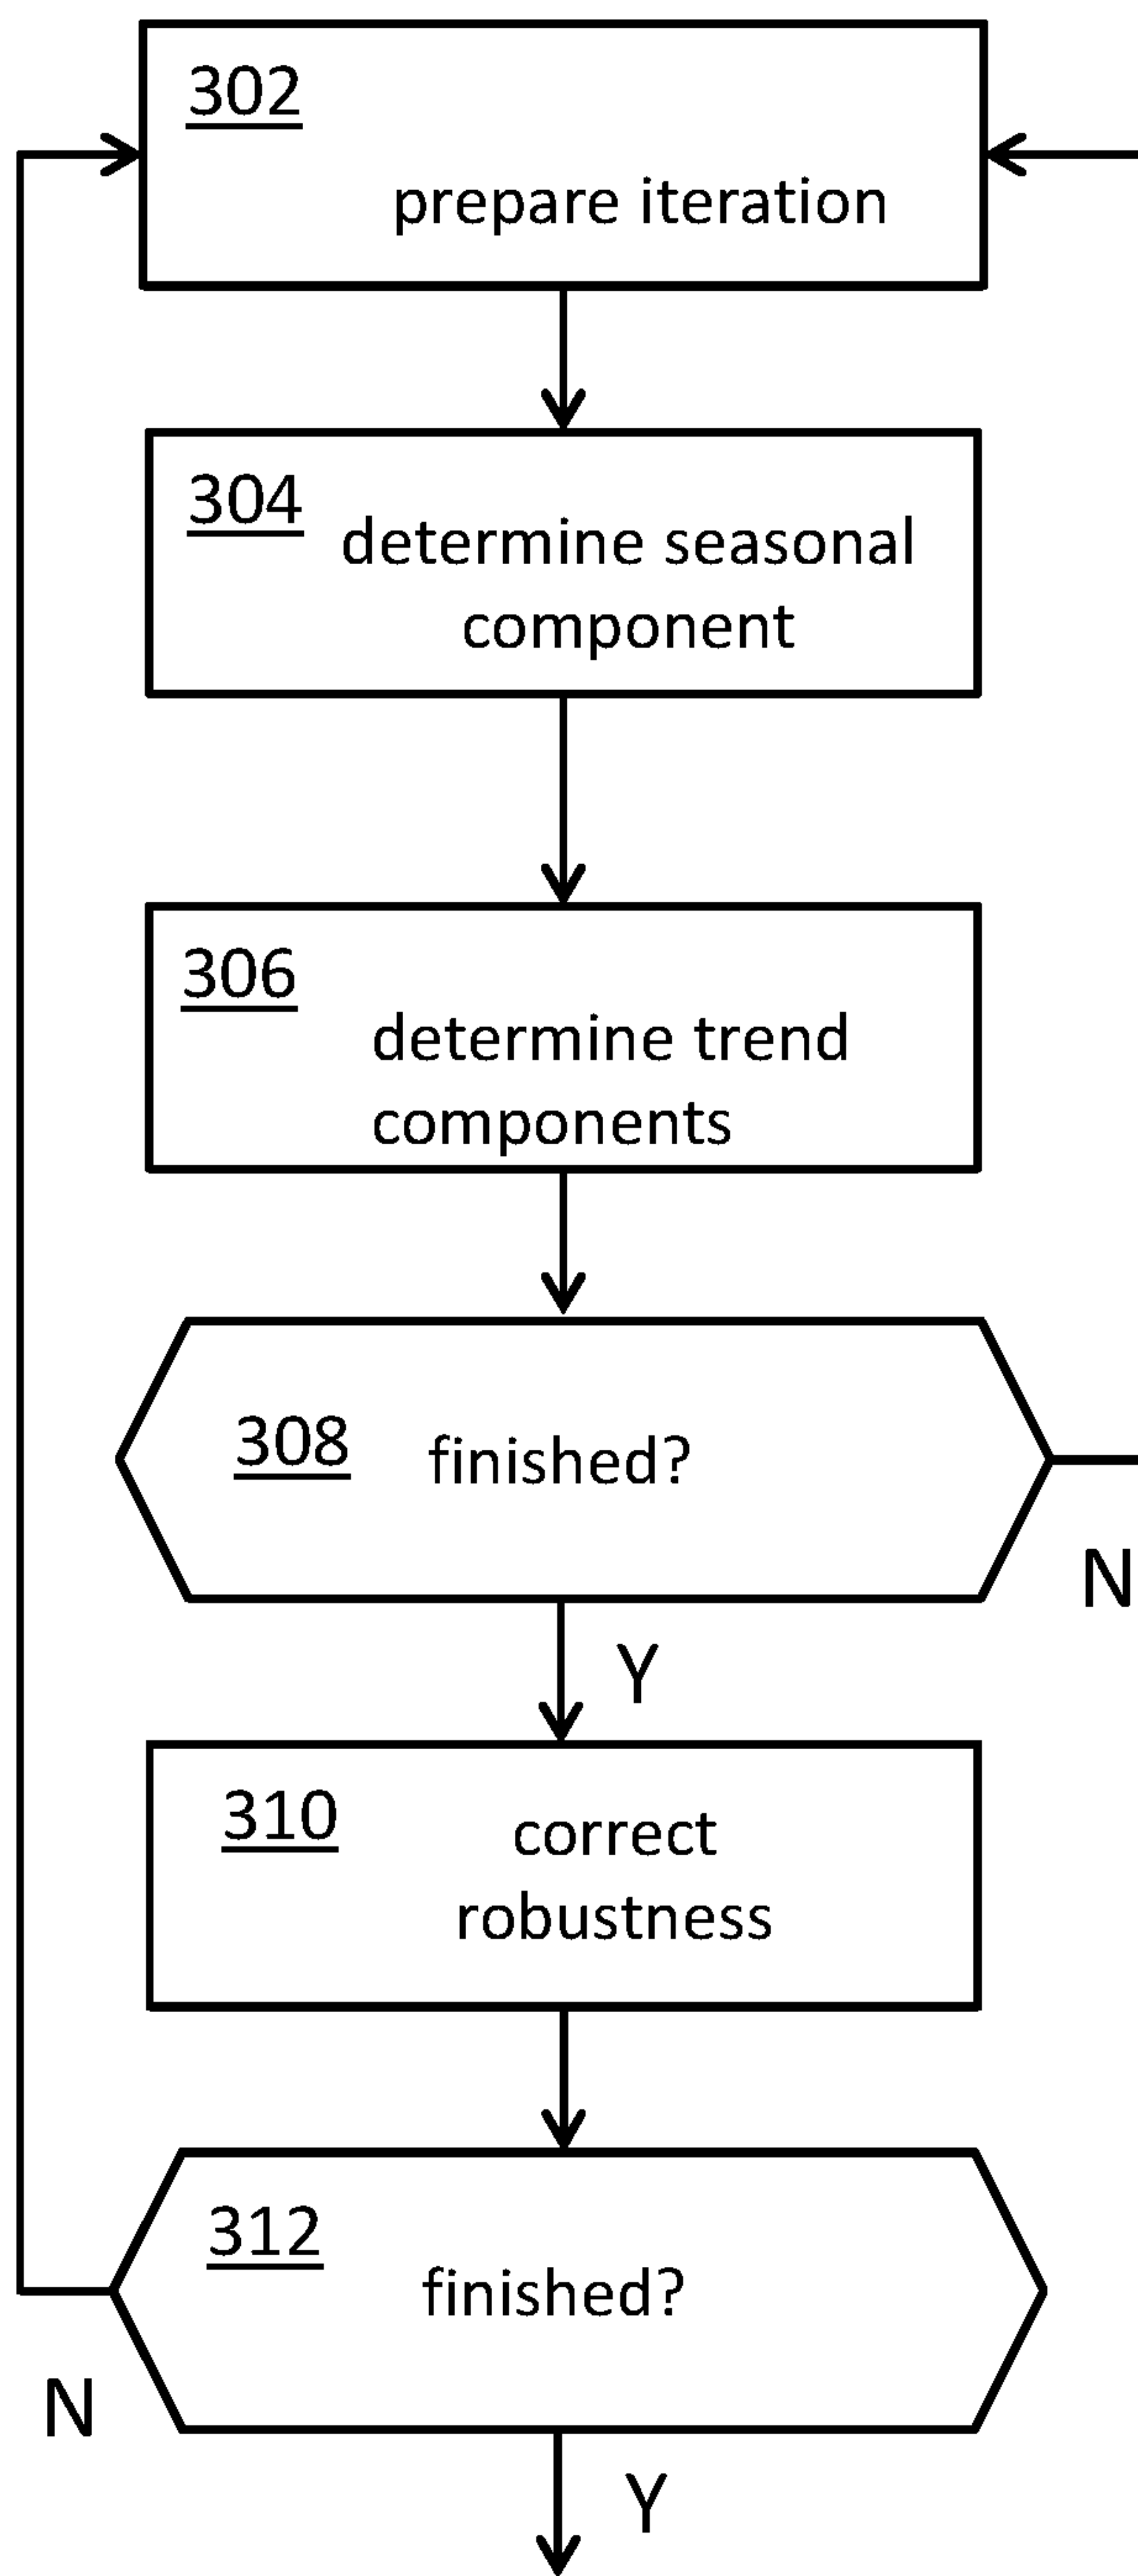 302
prepare iteration
304
determine seasonal
component
306
determine trend
components
308 finished?
N
Y
310
correct
robustness
312
finished?
N
Y